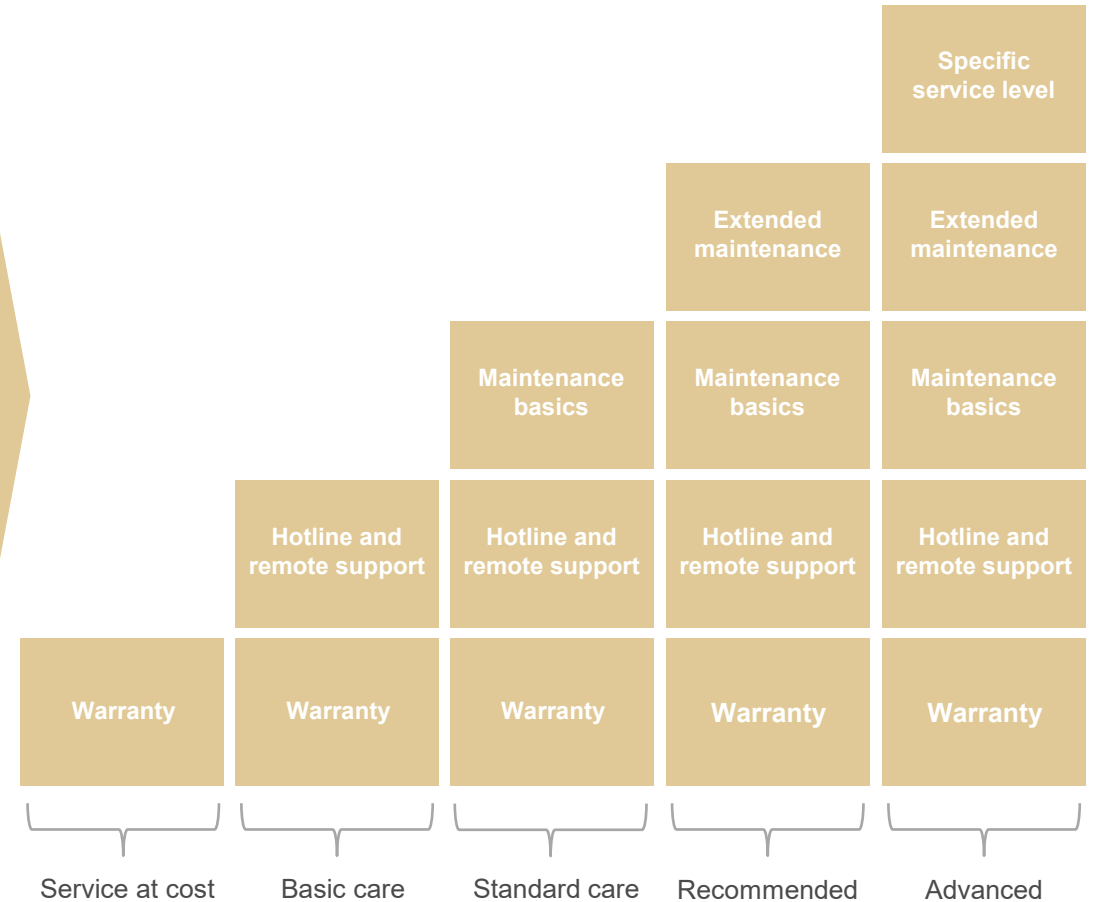 Specific
service level
Extended
maintenance
Extended
maintenance
Maintenance
basics
Maintenance
basics
Maintenance
basics
Hotline and
remote support
Hotline and
remote support
Hotline and
remote support
Hotline and
remote support
Warranty
Warranty
Warranty
Warranty
Warranty
Service at cost
Basic care
Standard care
Recommended
Advanced